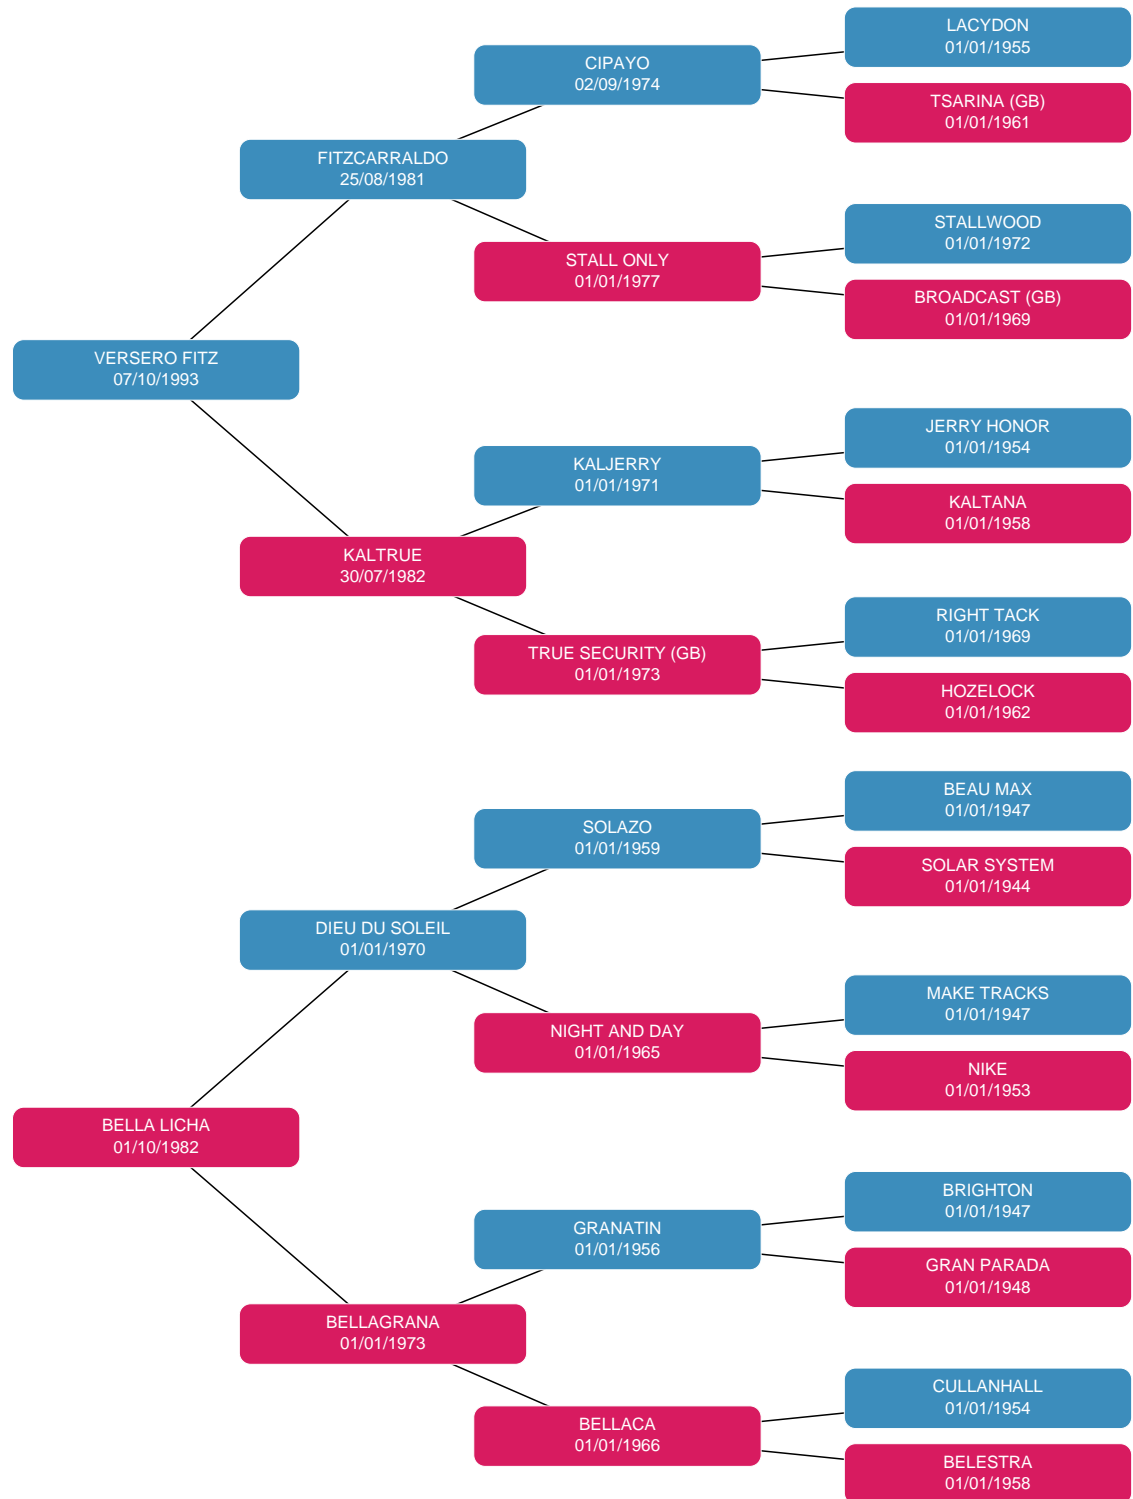 LACYDON
01/01/1955
CIPAYO
02/09/1974
TSARINA (GB)
01/01/1961
FITZCARRALDO
25/08/1981
STALLWOOD
01/01/1972
STALL ONLY
01/01/1977
BROADCAST (GB)
01/01/1969
VERSERO FITZ
07/10/1993
JERRY HONOR
01/01/1954
KALJERRY
01/01/1971
KALTANA
01/01/1958
KALTRUE
30/07/1982
RIGHT TACK
01/01/1969
TRUE SECURITY (GB)
01/01/1973
HOZELOCK
01/01/1962
BEAU MAX
01/01/1947
SOLAZO
01/01/1959
SOLAR SYSTEM
01/01/1944
DIEU DU SOLEIL
01/01/1970
MAKE TRACKS
01/01/1947
NIGHT AND DAY
01/01/1965
NIKE
01/01/1953
BELLA LICHA
01/10/1982
BRIGHTON
01/01/1947
GRANATIN
01/01/1956
GRAN PARADA
01/01/1948
BELLAGRANA
01/01/1973
CULLANHALL
01/01/1954
BELLACA
01/01/1966
BELESTRA
01/01/1958